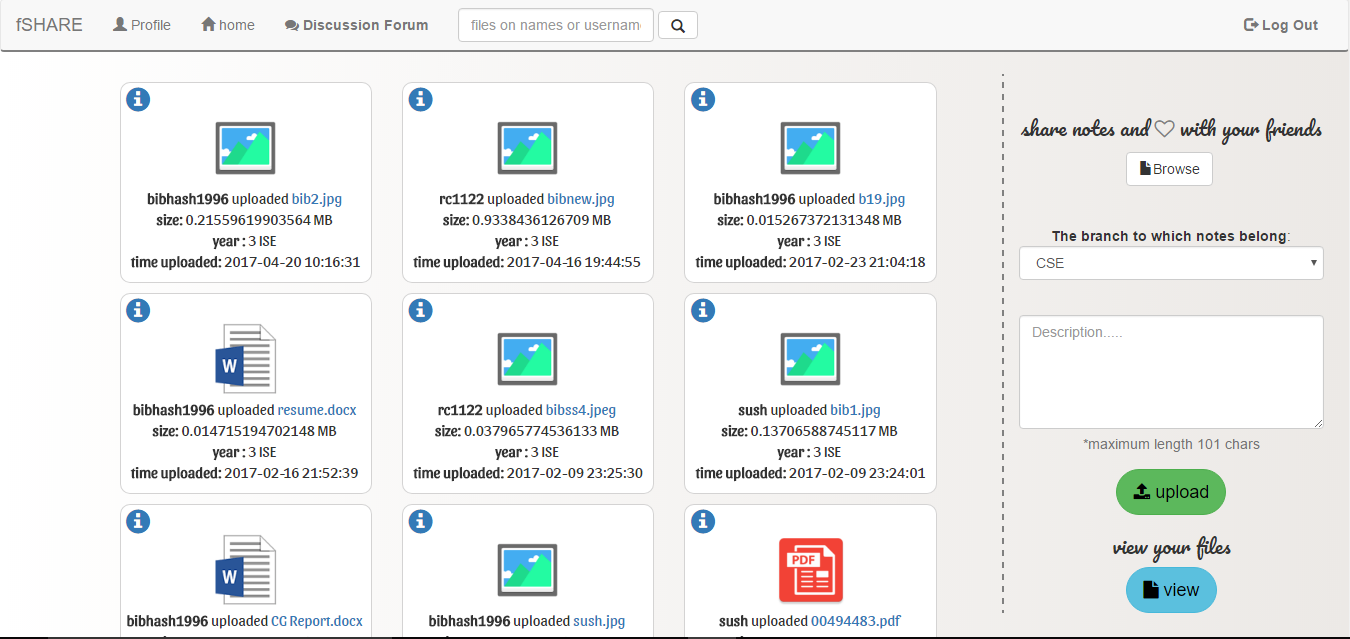 fSHARE Profile home Discussion Forum files on names or username Log Out
bibhash1996 uploaded bib2.jpg
size: 0.21559619903564 MB
year : 3 ISE
time uploaded: 2017-04-20 10:16:31
rc1122 uploaded bibnew.jpg
size: 0.9338436126709 MB
year : 3 ISE
time uploaded: 2017-04-16 19:44:55
bibhash1996 uploaded b19.jpg
size: 0.015267372131348 MB
year : 3 ISE
time uploaded: 2017-02-23 21:04:18
W
bibhash1996 uploaded resume.docx
size: 0.014715194702148 MB
year : 3 ISE
time uploaded: 2017-02-16 21:52:39
rc1122 uploaded bibss4.jpeg
size: 0.037965774536133 MB
year : 3 ISE
time uploaded: 2017-02-09 23:25:30
sush uploaded bib1.jpg
size: 0.13706588745117 MB
year : 3 ISE
time uploaded: 2017-02-09 23:24:01
W
bibhash1996 uploaded CG Report.docx
bibhash1996 uploaded sush.jpg
PDF
sush uploaded 00494483.pdf
share notes and ♡ with your friends
Browse
The branch to which notes belong:
CSE
Description.....
*maximum length 101 chars
upload
view your files
view